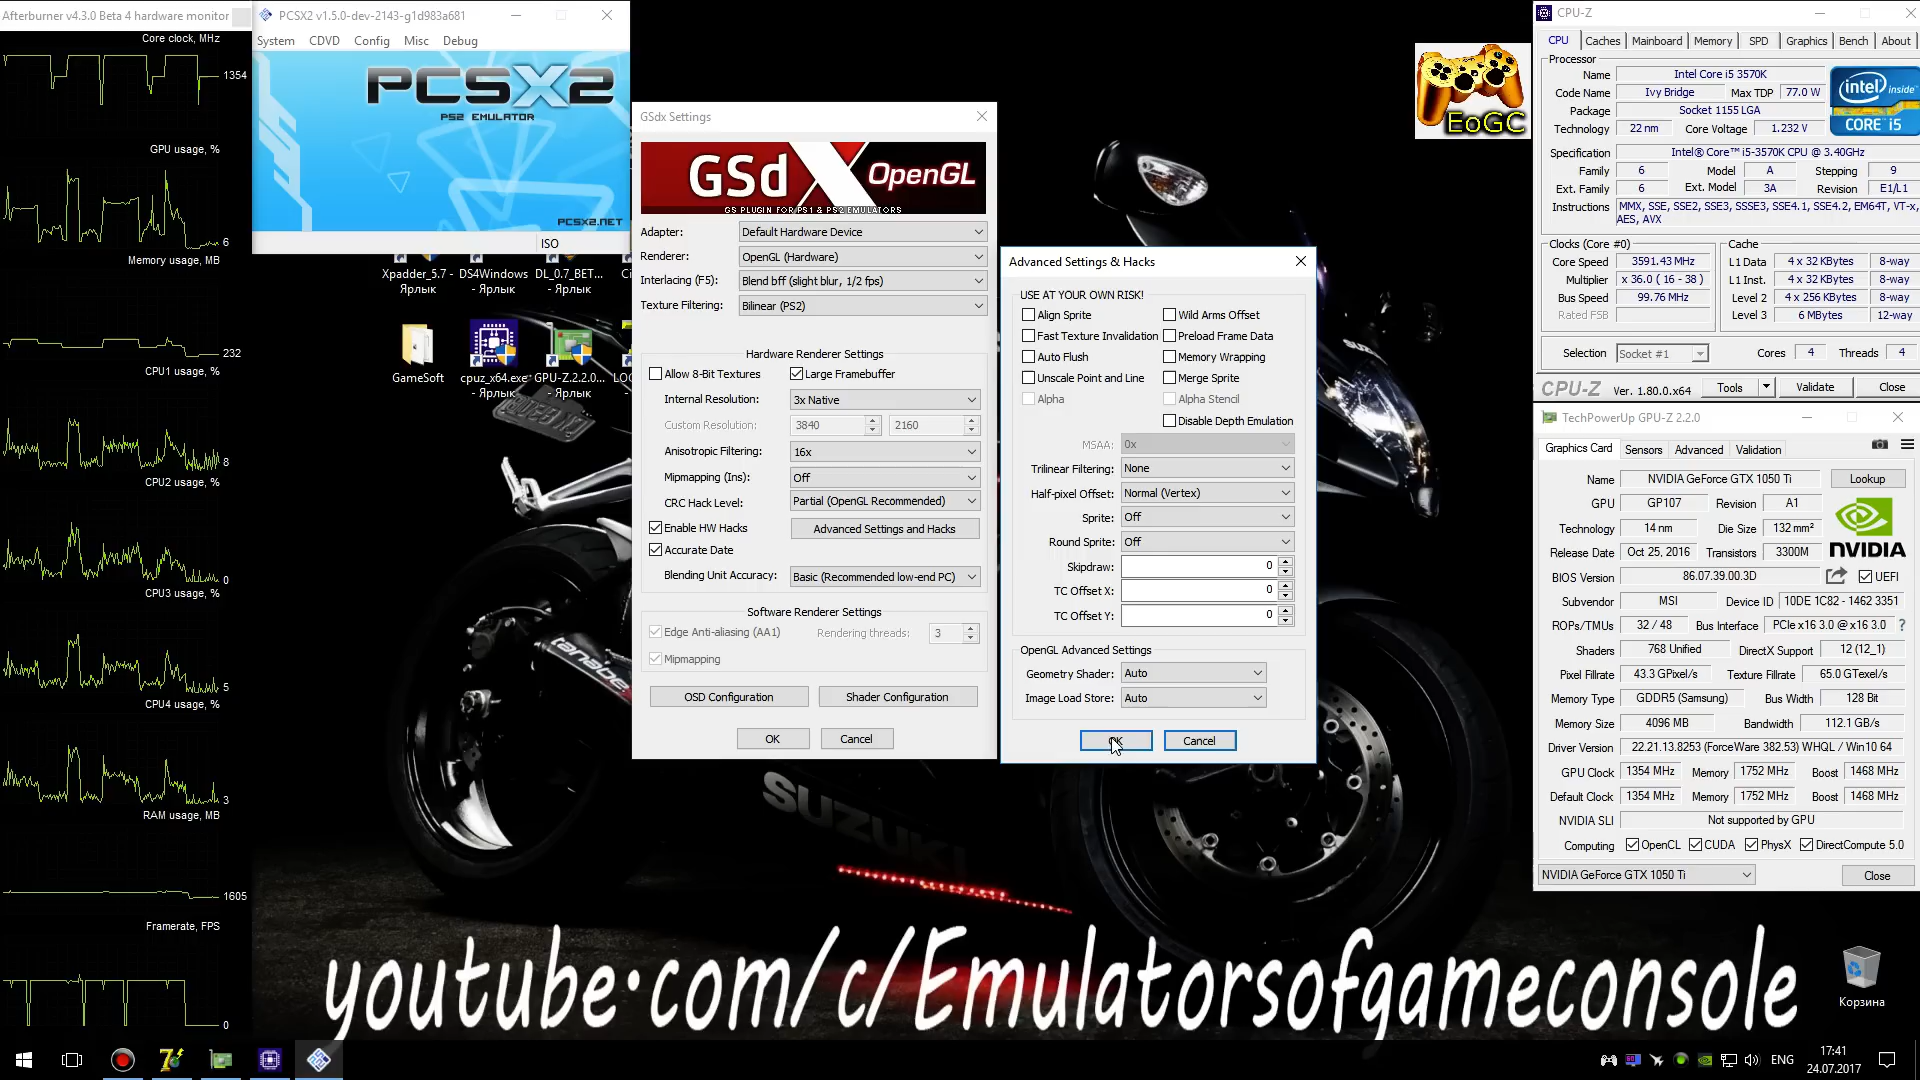 Afterburner v4.3.0 Beta 4 hardware monitor
Core clock, MHz
1354
GPU usage, %
6
Memory usage, MB
232
CPU1 usage, %
8
CPU2 usage, %
0
CPU3 usage, %
5
CPU4 usage, %
3
RAM usage, MB
1605
Framerate, FPS
0
PCSX2 v1.5.0-dev-2143-g1d983a681
System CDVD Config Misc Debug
PCSX2
PS2 EMULATOR
PCSX2.NET
ISO
Xpadder_5.7 - Ярлык
DS4Windows - Ярлык
DL_0.7_BET... - Ярлык
GameSoft
cpuz_x64.exe - Ярлык
GPU-Z.2.2.0... - Ярлык
GSdx Settings
GSdX OpenGL
GS PLUGIN FOR PS1 & PS2 EMULATORS
Adapter: Default Hardware Device
Renderer: OpenGL (Hardware)
Interlacing (F5): Blend bff (slight blur, 1/2 fps)
Texture Filtering: Bilinear (PS2)
Hardware Renderer Settings
Allow 8-Bit Textures Large Framebuffer
Internal Resolution: 3x Native
Custom Resolution: 3840 2160
Anisotropic Filtering: 16x
Mipmapping (Ins): Off
CRC Hack Level: Partial (OpenGL Recommended)
Enable HW Hacks Advanced Settings and Hacks
Accurate Date
Blending Unit Accuracy: Basic (Recommended low-end PC)
Software Renderer Settings
Edge Anti-aliasing (AA1) Rendering threads: 3
Mipmapping
OSD Configuration Shader Configuration
OK Cancel
Advanced Settings & Hacks
USE AT YOUR OWN RISK!
Align Sprite Wild Arms Offset
Fast Texture Invalidation Preload Frame Data
Auto Flush Memory Wrapping
Unscale Point and Line Merge Sprite
Alpha Alpha Stencil
Disable Depth Emulation
MSAA: 0x
Trilinear Filtering: None
Half-pixel Offset: Normal (Vertex)
Sprite: Off
Round Sprite: Off
Skipdraw: 0
TC Offset X: 0
TC Offset Y: 0
OpenGL Advanced Settings
Geometry Shader: Auto
Image Load Store: Auto
OK Cancel
EoGC
SUZUKI
CPU-Z
CPU Caches Mainboard Memory SPD Graphics Bench About
Processor
Name Intel Core i5 3570K
Code Name Ivy Bridge Max TDP 77.0 W
Package Socket 1155 LGA
Technology 22 nm Core Voltage 1.232 V
intel inside
CORE i5
Specification Intel® Core™ i5-3570K CPU @ 3.40GHz
Family 6 Model A Stepping 9
Ext. Family 6 Ext. Model 3A Revision E1/L1
Instructions MMX, SSE, SSE2, SSE3, SSSE3, SSE4.1, SSE4.2, EM64T, VT-x, AES, AVX
Clocks (Core #0) Cache
Core Speed 3591.43 MHz L1 Data 4 x 32 KBytes 8-way
Multiplier x 36.0 ( 16 - 38 ) L1 Inst. 4 x 32 KBytes 8-way
Bus Speed 99.76 MHz Level 2 4 x 256 KBytes 8-way
Rated FSB Level 3 6 MBytes 12-way
Selection Socket #1 Cores 4 Threads 4
CPU-Z Ver. 1.80.0.x64 Tools Validate Close
TechPowerUp GPU-Z 2.2.0
Graphics Card Sensors Advanced Validation
Name NVIDIA GeForce GTX 1050 Ti Lookup
GPU GP107 Revision A1
Technology 14 nm Die Size 132 mm²
Release Date Oct 25, 2016 Transistors 3300M
NVIDIA
BIOS Version 86.07.39.00.3D UEFI
Subvendor MSI Device ID 10DE 1C82 - 1462 3351
ROPs/TMUs 32 / 48 Bus Interface PCIe x16 3.0 @ x16 3.0 ?
Shaders 768 Unified DirectX Support 12 (12_1)
Pixel Fillrate 43.3 GPixel/s Texture Fillrate 65.0 GTexel/s
Memory Type GDDR5 (Samsung) Bus Width 128 Bit
Memory Size 4096 MB Bandwidth 112.1 GB/s
Driver Version 22.21.13.8253 (ForceWare 382.53) WHQL / Win10 64
GPU Clock 1354 MHz Memory 1752 MHz Boost 1468 MHz
Default Clock 1354 MHz Memory 1752 MHz Boost 1468 MHz
NVIDIA SLI Not supported by GPU
Computing OpenCL CUDA PhysX DirectCompute 5.0
NVIDIA GeForce GTX 1050 Ti Close
youtube.com/c/Emulatorsofgameconsole
Корзина
ENG
17:41
24.07.2017